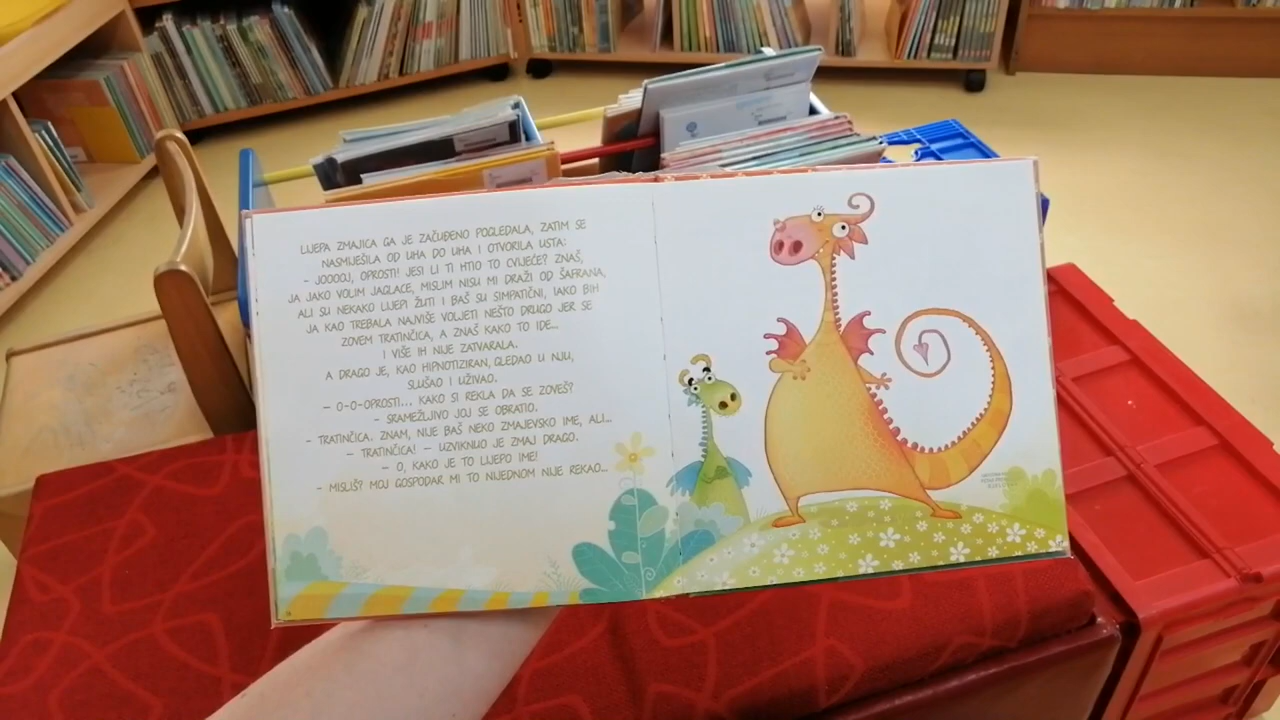 LIJEPA ZMAJICA GA JE ZAČUĐENO POGLEDALA, ZATIM SE
NASMIJEŠILA OD UHA DO UHA I OTVORILA USTA:
- JOOOOJ, OPROSTI! JESI LI TI HTIO TO CVIJEĆE? ZNAŠ,
JA JAKO VOLIM JAGLACE, MISLIM NISU MI DRAŽI OD ŠAFRANA,
ALI SU NEKAKO LIJEPI ŽUTI I BAŠ SU SIMPATIČNI, IAKO BIH
JA KAO TREBALA NAJVIŠE VOLJETI NEŠTO DRUGO JER SE
ZOVEM TRATINČICA, A ZNAŠ KAKO TO IDE...
I VIŠE IH NIJE ZATVARALA.
A DRAGO JE, KAO HIPNOTIZIRAN, GLEDAO U NJU,
SLUŠAO I UŽIVAO.
- O-O-OPROSTI... KAKO SI REKLA DA SE ZOVEŠ?
- SRAMEŽLJIVO JOJ SE OBRATIO.
- TRATINČICA. ZNAM, NIJE BAŠ NEKO ZMAJEVSKO IME, ALI...
- TRATINČICA! - UZVIKNUO JE ZMAJ DRAGO.
- O, KAKO JE TO LIJEPO IME!
- MISLIŠ? MOJ GOSPODAR MI TO NIJEDNOM NIJE REKAO...